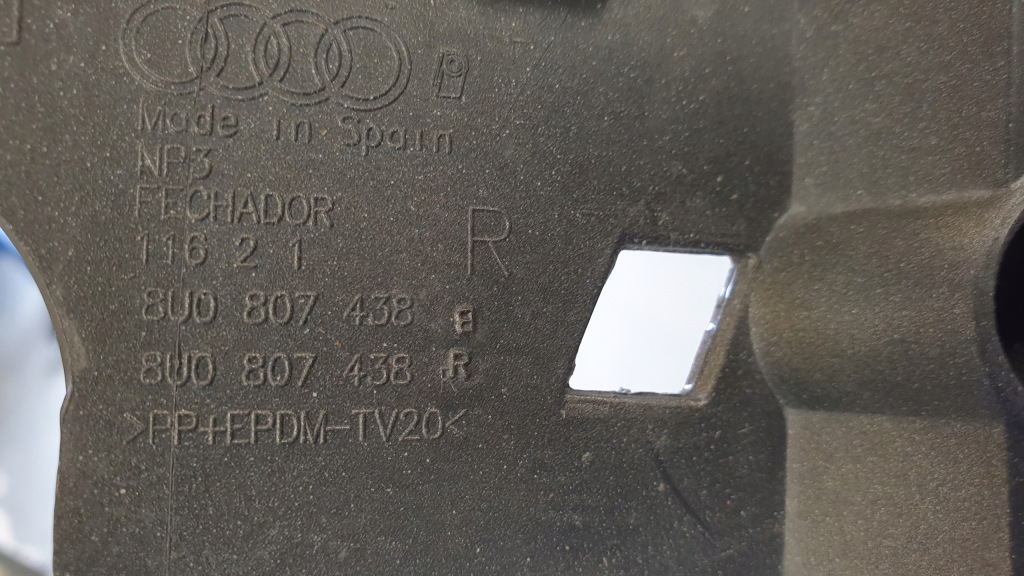 Made in Spain
NP3
FECHADOR
R
116 2 1
8U0 807 438
8U0 807 438 R
>PP+EPDM-TV20<